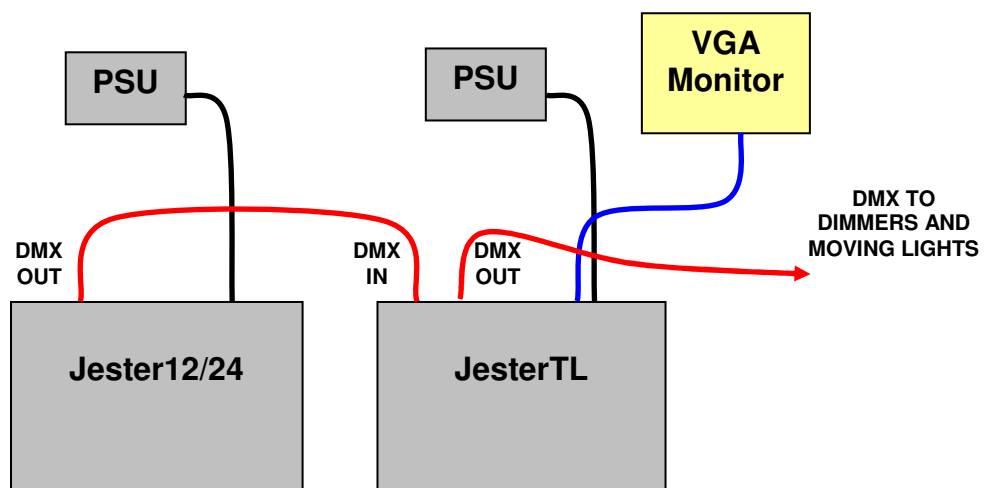 PSU
PSU
VGA
Monitor
DMX TO
DIMMERS AND
MOVING LIGHTS
DMX
OUT
DMX
IN
DMX
OUT
Jester12/24
JesterTL